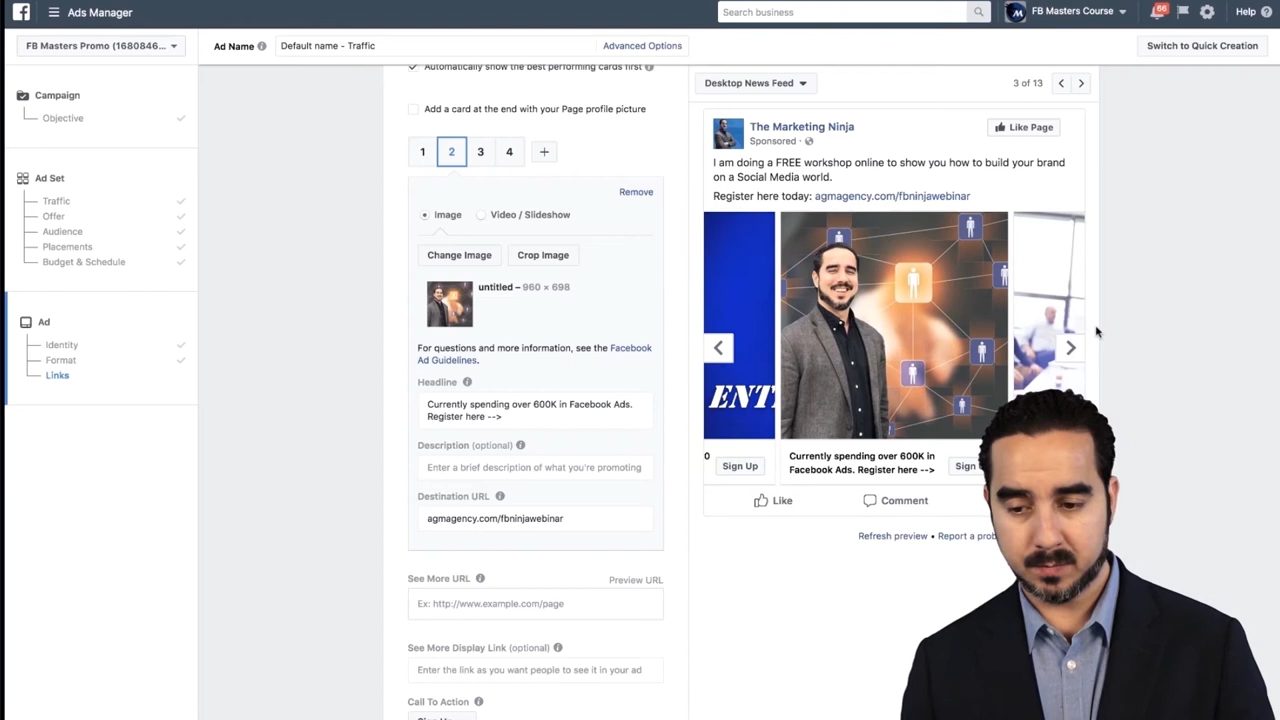 Ads Manager
Search business
FB Masters Course
66
Help
FB Masters Promo (1680846...
Ad Name
Default name - Traffic
Advanced Options
Switch to Quick Creation
Campaign
Objective
Ad Set
Traffic
Offer
Audience
Placements
Budget & Schedule
Ad
Identity
Format
Links
Automatically show the best performing cards first
Add a card at the end with your Page profile picture
1 2 3 4 +
Remove
Image
Video / Slideshow
Change Image
Crop Image
untitled – 960 × 698
For questions and more information, see the Facebook
Ad Guidelines.
Headline
Currently spending over 600K in Facebook Ads.
Register here -->
Description (optional)
Enter a brief description of what you're promoting
Destination URL
agmagency.com/fbninjawebinar
See More URL
Preview URL
Ex: http://www.example.com/page
See More Display Link (optional)
Enter the link as you want people to see it in your ad
Call To Action
Sign Up
Desktop News Feed
3 of 13
The Marketing Ninja
Sponsored ·
Like Page
I am doing a FREE workshop online to show you how to build your brand
on a Social Media world.
Register here today: agmagency.com/fbninjawebinar
ENT
0
Sign Up
Currently spending over 600K in
Facebook Ads. Register here -->
Sign
Like
Comment
Refresh preview • Report a prob